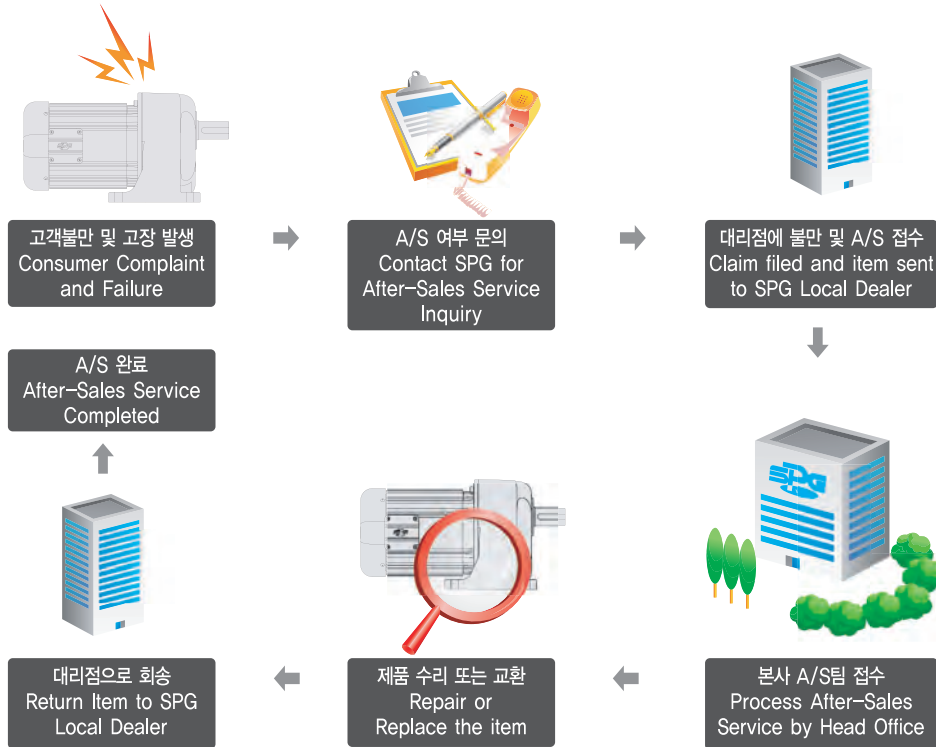 고객불만 및 고장 발생
Consumer Complaint
and Failure
A/S 여부 문의
Contact SPG for
After-Sales Service
Inquiry
대리점에 불만 및 A/S 접수
Claim filed and item sent
to SPG Local Dealer
SPG
본사 A/S팀 접수
Process After-Sales
Service by Head Office
제품 수리 또는 교환
Repair or
Replace the item
대리점으로 회송
Return Item to SPG
Local Dealer
A/S 완료
After-Sales Service
Completed